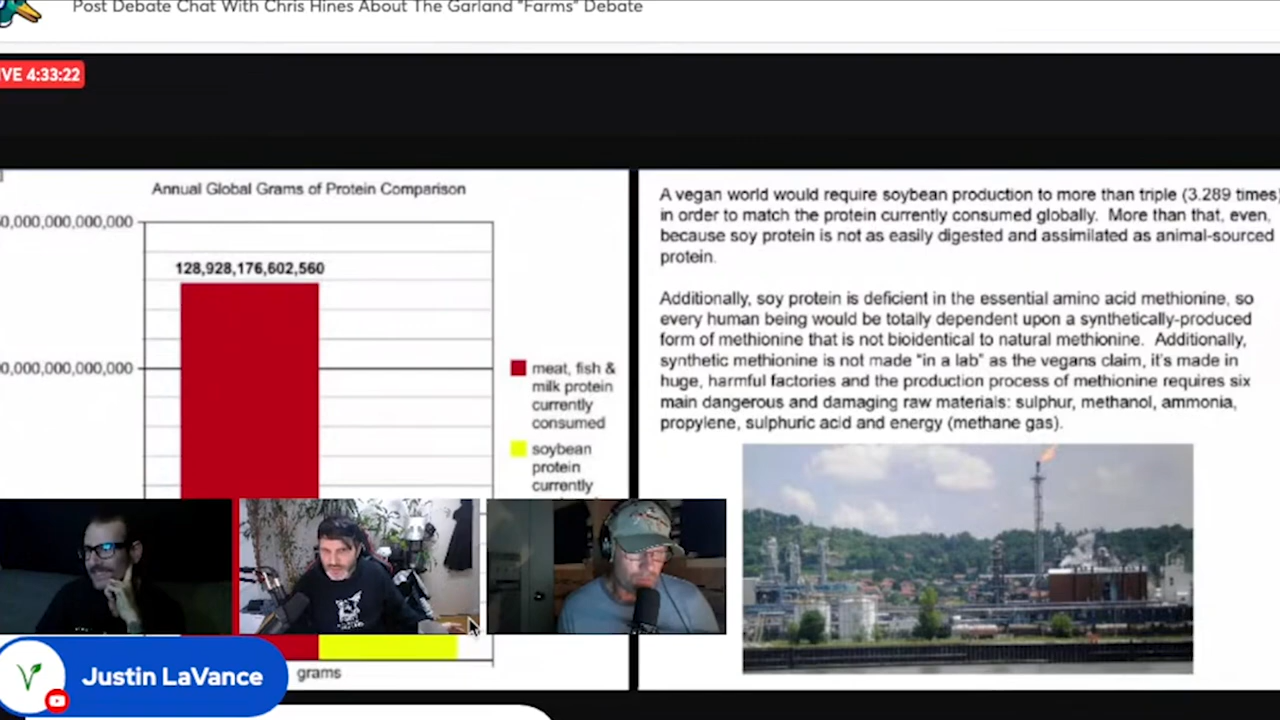 Post Debate Chat With Chris Hines About The Garland "Farms" Debate
IVE 4:33:22
Annual Global Grams of Protein Comparison
0,000,000,000,000
128,928,176,602,560
0,000,000,000,000
meat, fish &
milk protein
currently
consumed
soybean
protein
currently
grams
A vegan world would require soybean production to more than triple (3.289 times)
in order to match the protein currently consumed globally. More than that, even,
because soy protein is not as easily digested and assimilated as animal-sourced
protein.
Additionally, soy protein is deficient in the essential amino acid methionine, so
every human being would be totally dependent upon a synthetically-produced
form of methionine that is not bioidentical to natural methionine. Additionally,
synthetic methionine is not made "in a lab" as the vegans claim, it's made in
huge, harmful factories and the production process of methionine requires six
main dangerous and damaging raw materials: sulphur, methanol, ammonia,
propylene, sulphuric acid and energy (methane gas).
Justin LaVance